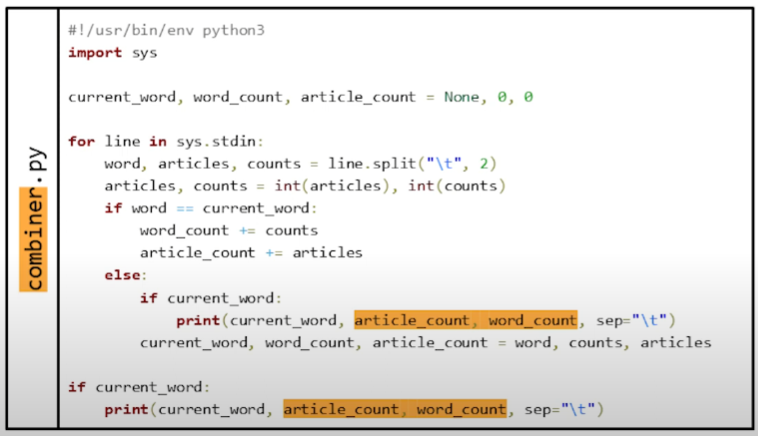 combiner.py
#!/usr/bin/env python3
import sys
current_word, word_count, article_count = None, 0, 0
for line in sys.stdin:
    word, articles, counts = line.split("\t", 2)
    articles, counts = int(articles), int(counts)
    if word == current_word:
        word_count += counts
        article_count += articles
    else:
        if current_word:
            print(current_word, article_count, word_count, sep="\t")
        current_word, word_count, article_count = word, counts, articles
if current_word:
    print(current_word, article_count, word_count, sep="\t")